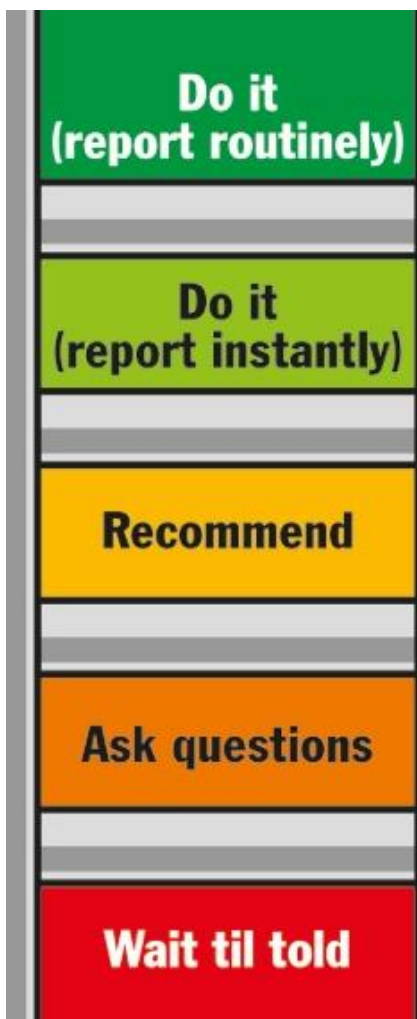 Do it
(report routinely)
Do it
(report instantly)
Recommend
Ask questions
Wait til told